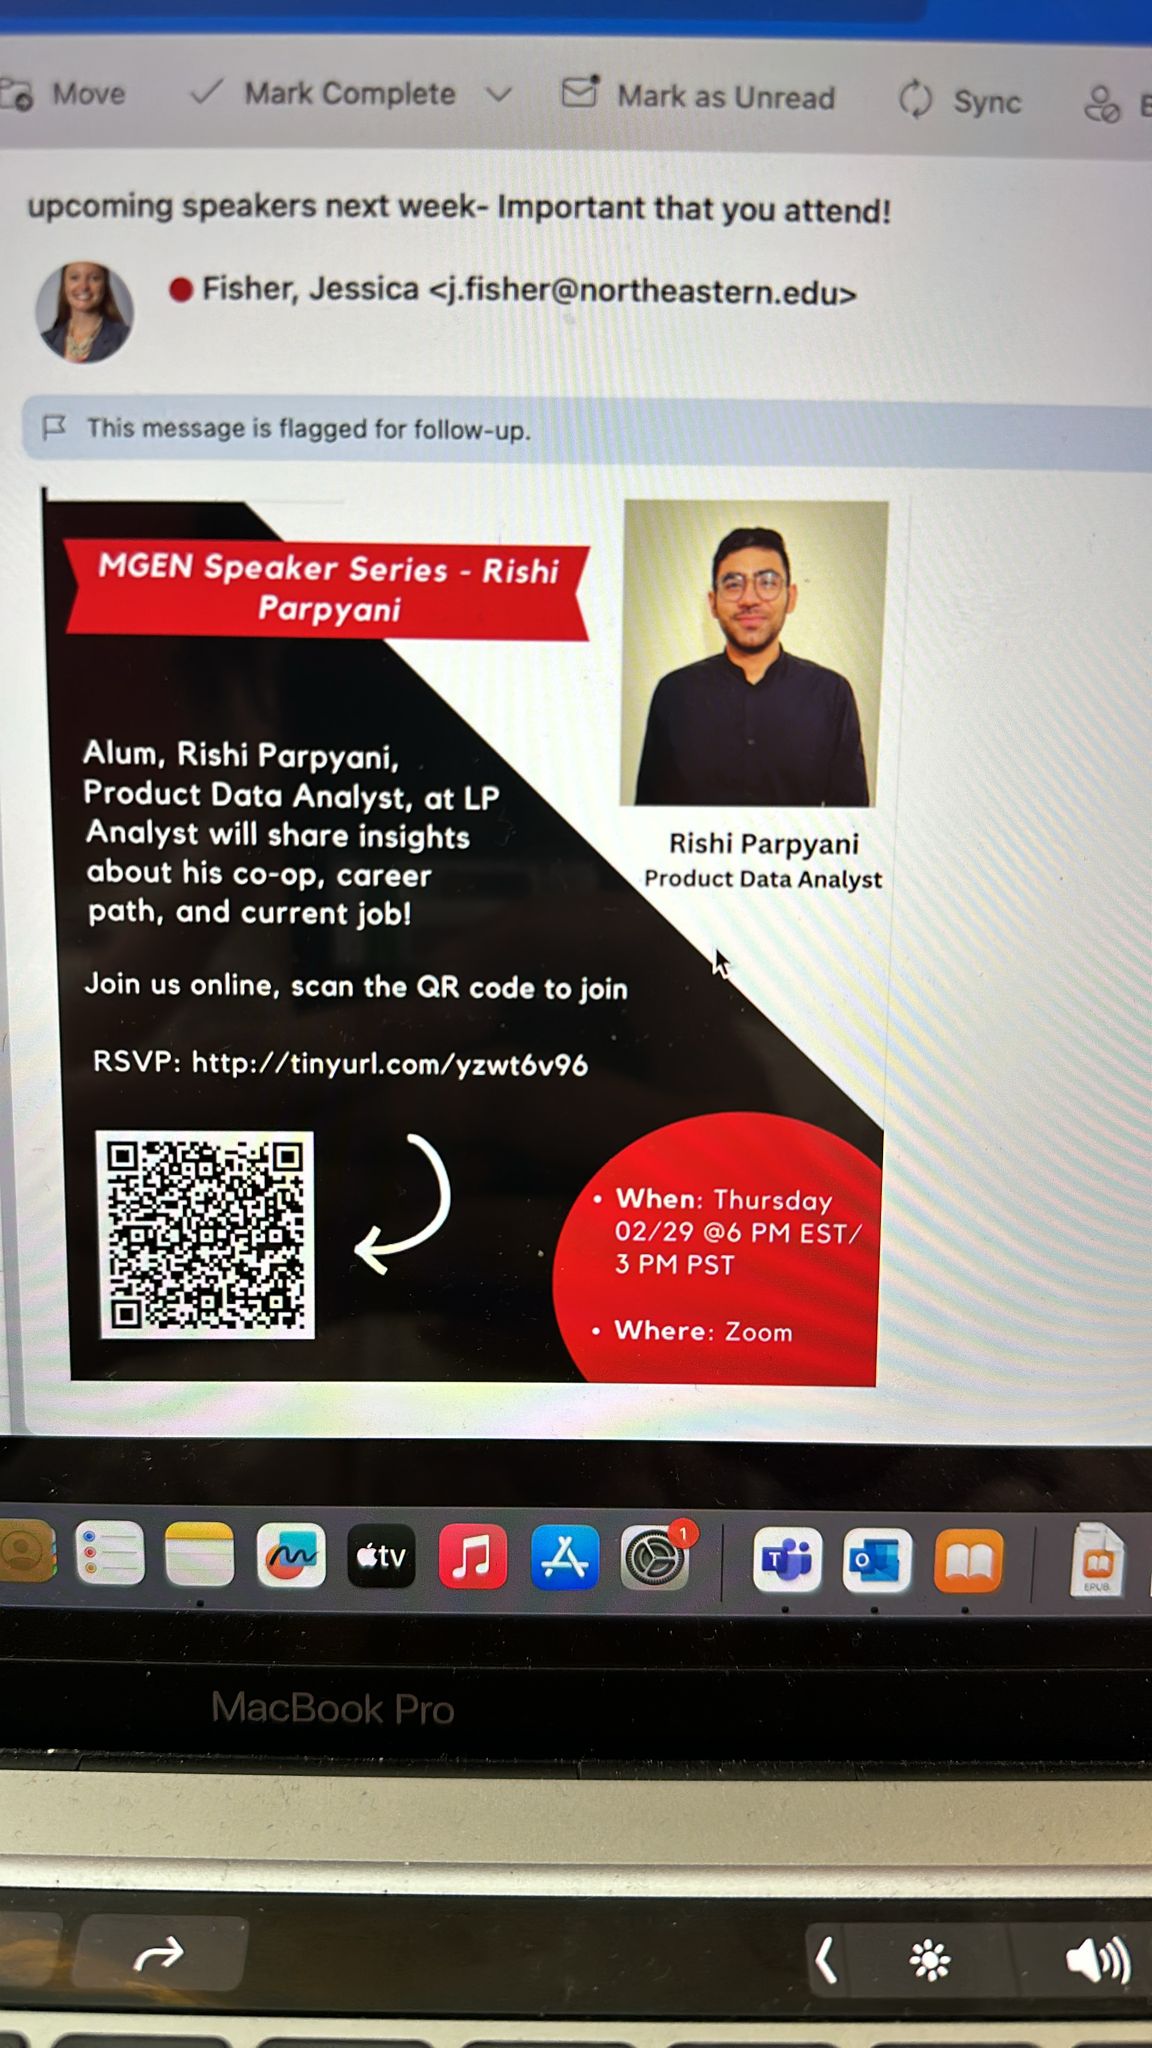 Move
Mark Complete
Mark as Unread
Sync
upcoming speakers next week- Important that you attend!
Fisher, Jessica <j.fisher@northeastern.edu>
This message is flagged for follow-up.
MGEN Speaker Series - Rishi
Parpyani
Alum, Rishi Parpyani,
Product Data Analyst, at LP
Analyst will share insights
about his co-op, career
path, and current job!
Rishi Parpyani
Product Data Analyst
Join us online, scan the QR code to join
RSVP: http://tinyurl.com/yzwt6v96
• When: Thursday
02/29 @6 PM EST/
3 PM PST
• Where: Zoom
tv
1
T
O
EPUB
MacBook Pro